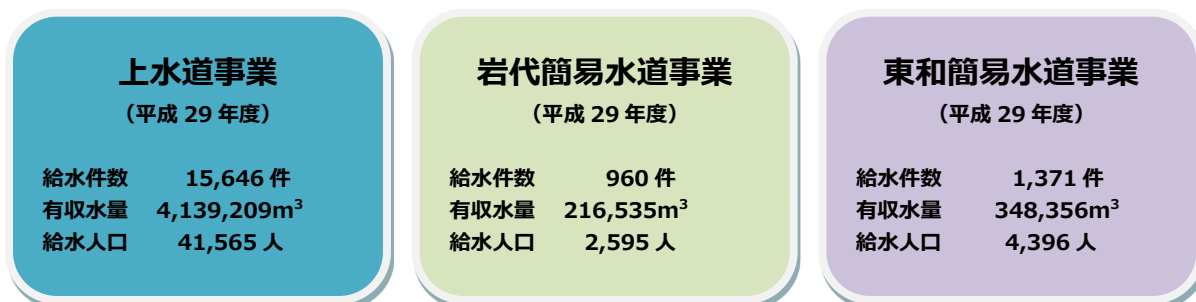 上水道事業
（平成 29 年度）
給水件数 15,646 件
有収水量 4,139,209m³
給水人口 41,565 人
岩代簡易水道事業
（平成 29 年度）
給水件数 960 件
有収水量 216,535m³
給水人口 2,595 人
東和簡易水道事業
（平成 29 年度）
給水件数 1,371 件
有収水量 348,356m³
給水人口 4,396 人